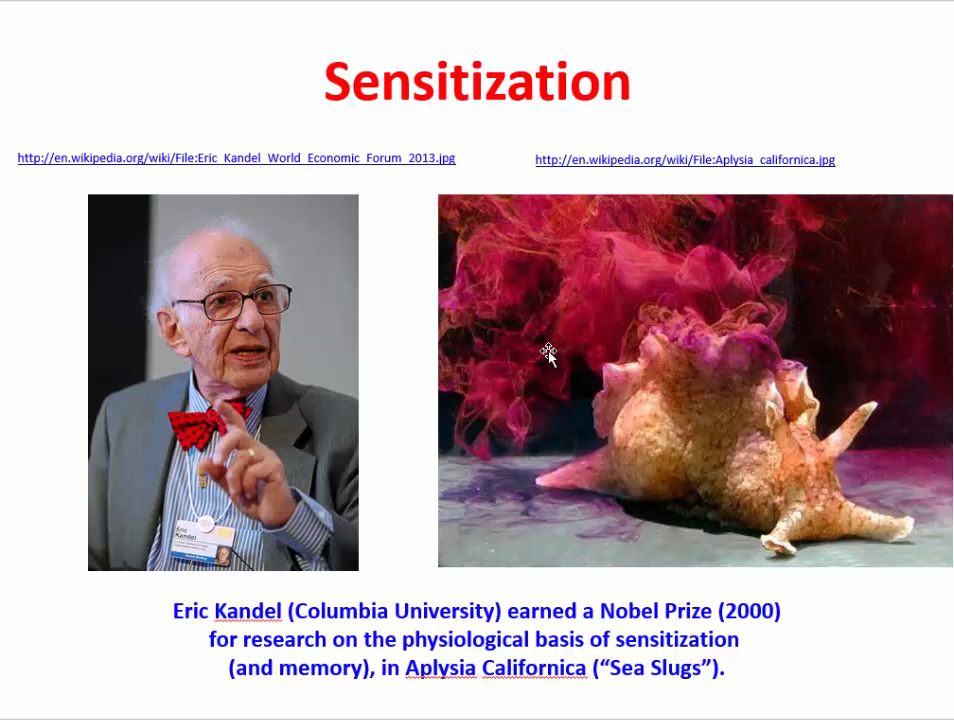 Sensitization
http://en.wikipedia.org/wiki/File:Eric_Kandel_World_Economic_Forum_2013.jpg
http://en.wikipedia.org/wiki/File:Aplysia_californica.jpg
Eric
Kandel
Eric Kandel (Columbia University) earned a Nobel Prize (2000)
for research on the physiological basis of sensitization
(and memory), in Aplysia Californica (“Sea Slugs”).